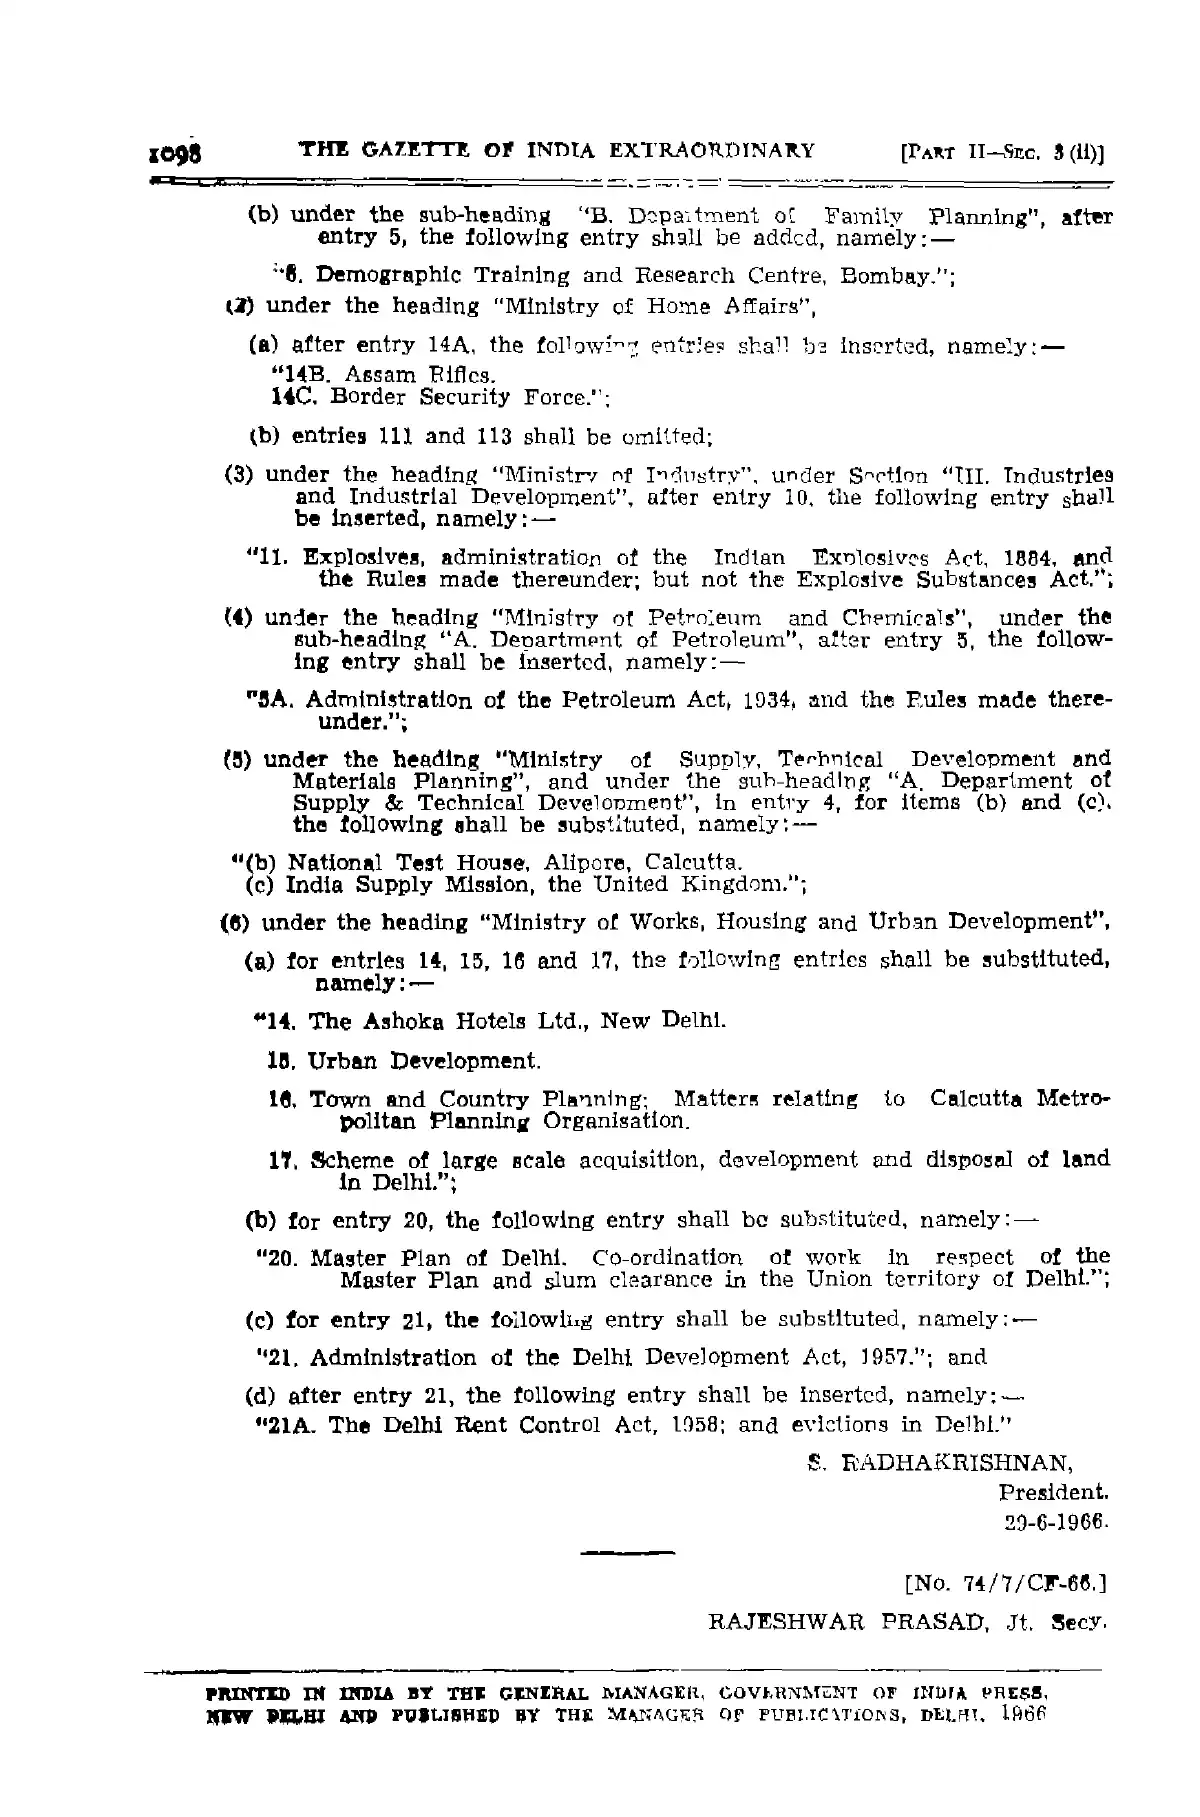 1098 THE GAZETTE OF INDIA EXTRAORDINARY [PART II—SEC. 3(ii)]
(b) under the sub-heading "B. Department of Family Planning", after
entry 5, the following entry shall be added, namely:—
"6. Demographic Training and Research Centre, Bombay.";
(2) under the heading "Ministry of Home Affairs",
(a) after entry 14A, the following entries shall be inserted, namely:—
"14B. Assam Rifles.
14C. Border Security Force.";
(b) entries 111 and 113 shall be omitted;
(3) under the heading "Ministry of Industry", under Section "III. Industries
and Industrial Development", after entry 10, the following entry shall
be inserted, namely:—
"11. Explosives, administration of the Indian Explosives Act, 1884, and
the Rules made thereunder; but not the Explosive Substances Act.";
(4) under the heading "Ministry of Petroleum and Chemicals", under the
sub-heading "A. Department of Petroleum", after entry 5, the follow-
ing entry shall be inserted, namely:—
"5A. Administration of the Petroleum Act, 1934, and the Rules made there-
under.";
(5) under the heading "Ministry of Supply, Technical Development and
Materials Planning", and under the sub-heading "A. Department of
Supply & Technical Development", in entry 4, for items (b) and (c),
the following shall be substituted, namely:—
"(b) National Test House, Alipore, Calcutta.
(c) India Supply Mission, the United Kingdom.";
(6) under the heading "Ministry of Works, Housing and Urban Development",
(a) for entries 14, 15, 16 and 17, the following entries shall be substituted,
namely:—
"14. The Ashoka Hotels Ltd., New Delhi.
15. Urban Development.
16. Town and Country Planning; Matters relating to Calcutta Metro-
politan Planning Organisation.
17. Scheme of large scale acquisition, development and disposal of land
in Delhi.";
(b) for entry 20, the following entry shall be substituted, namely:—
"20. Master Plan of Delhi. Co-ordination of work in respect of the
Master Plan and slum clearance in the Union territory of Delhi.";
(c) for entry 21, the following entry shall be substituted, namely:—
"21. Administration of the Delhi Development Act, 1957."; and
(d) after entry 21, the following entry shall be inserted, namely:—
"21A. The Delhi Rent Control Act, 1958; and evictions in Delhi."
S. RADHAKRISHNAN,
President.
29-6-1966.
[No. 74/7/CF-66.]
RAJESHWAR PRASAD, Jt. Secy.
PRINTED IN INDIA BY THE GENERAL MANAGER, GOVERNMENT OF INDIA PRESS,
NEW DELHI AND PUBLISHED BY THE MANAGER OF PUBLICATIONS, DELHI, 1966